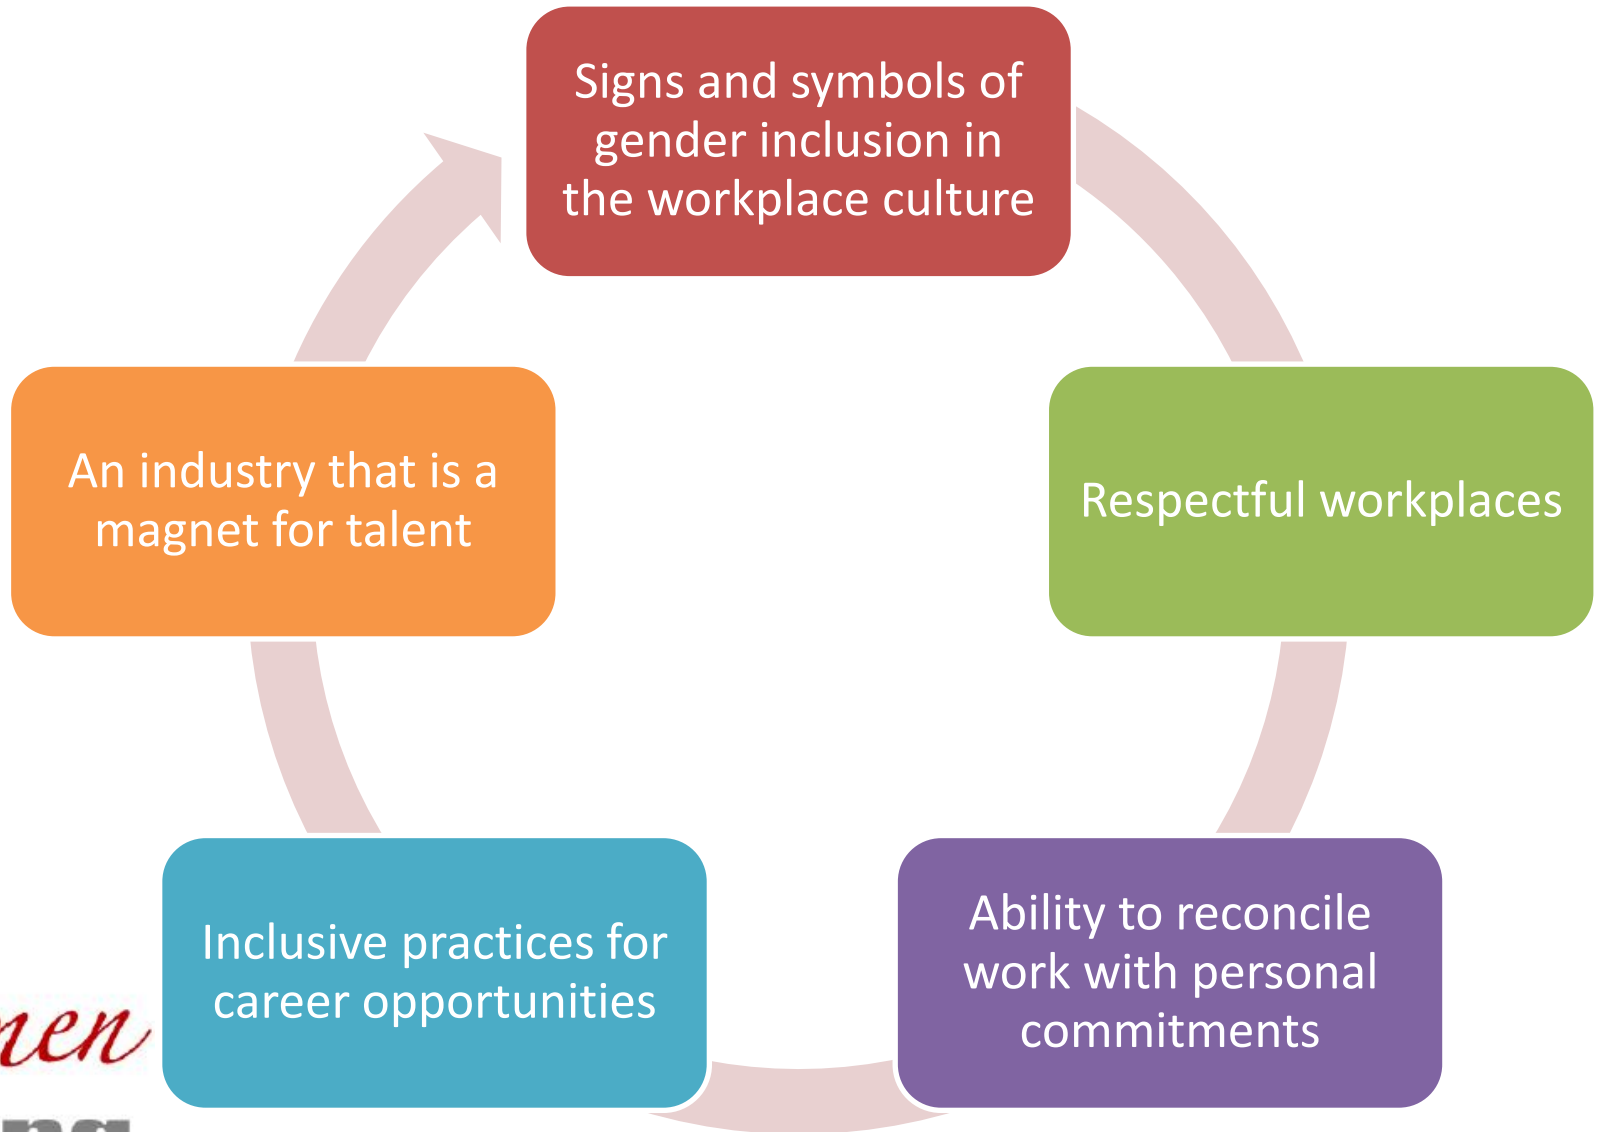 Signs and symbols of
gender inclusion in
the workplace culture
Respectful workplaces
Ability to reconcile
work with personal
commitments
Inclusive practices for
career opportunities
An industry that is a
magnet for talent